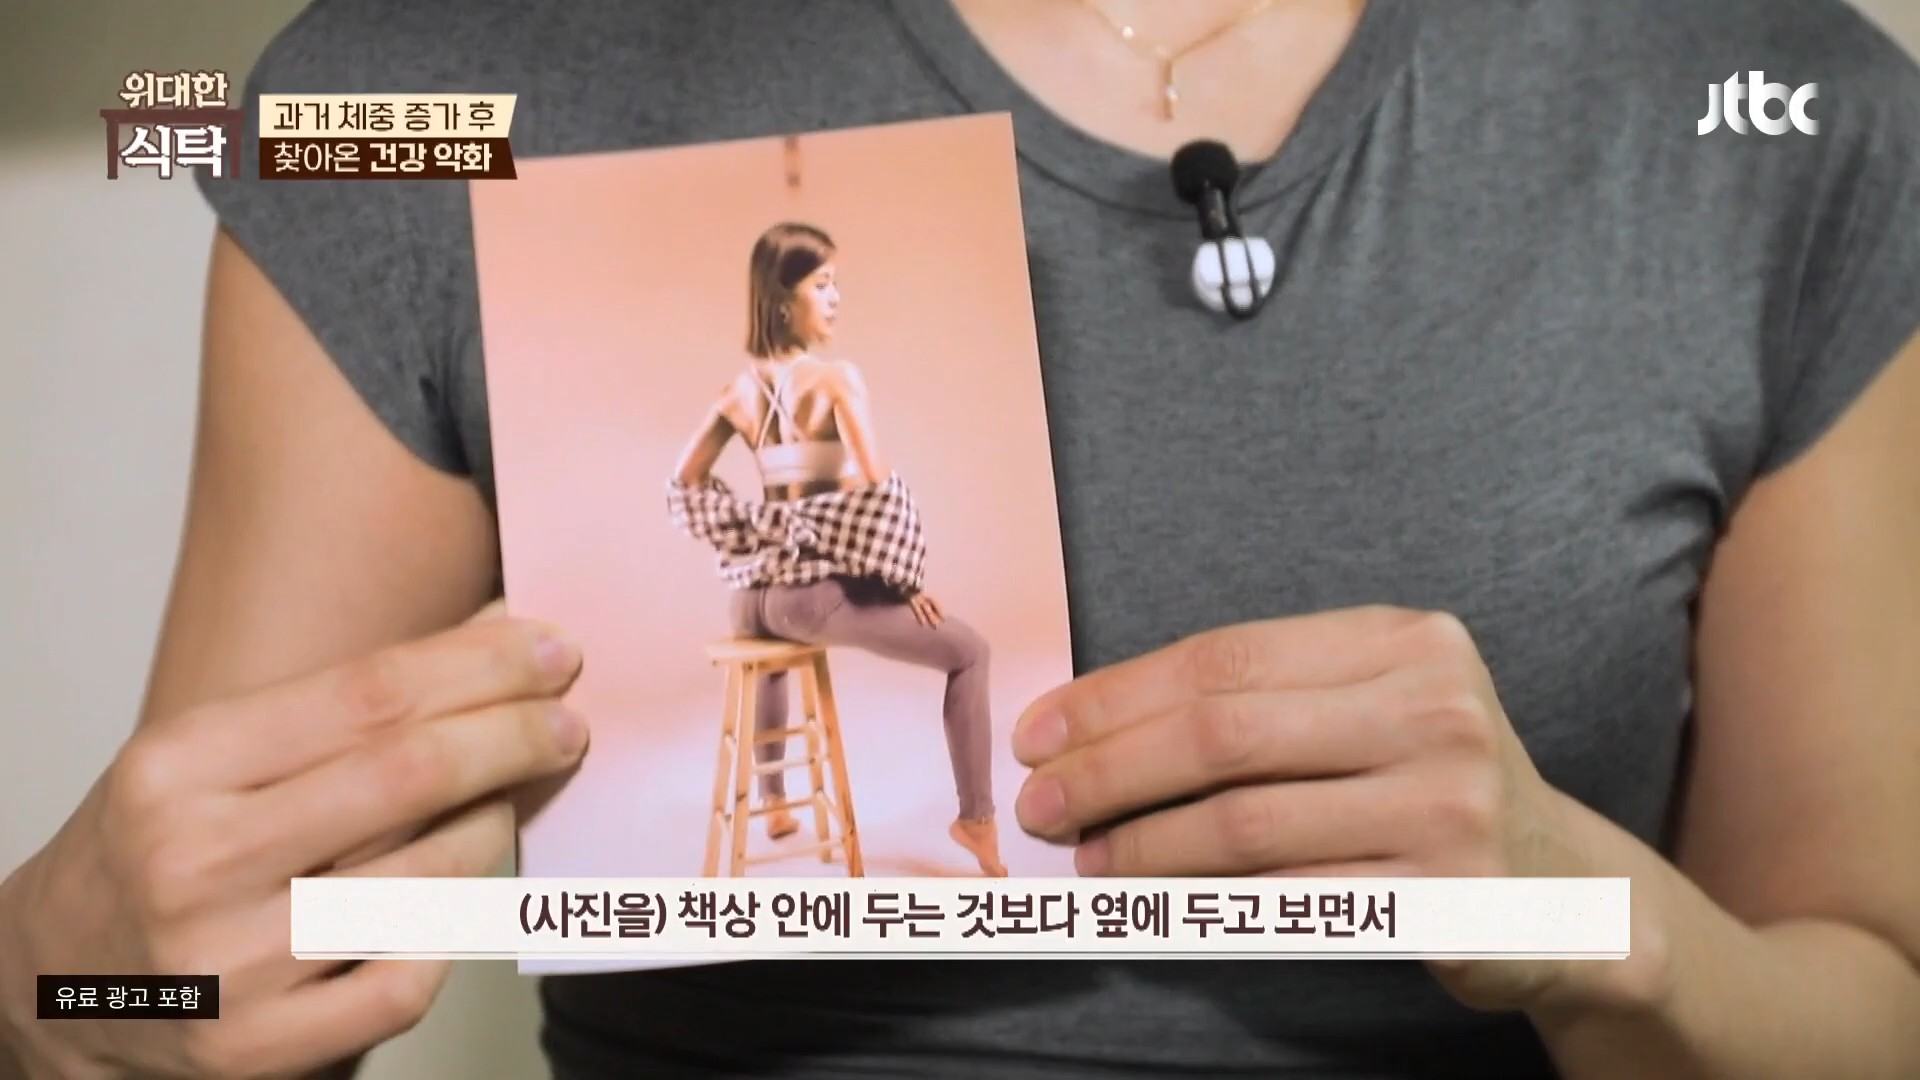 위대한
식탁
과거 체중 증가 후
찾아온 건강 악화
jtbc
(사진을) 책상 안에 두는 것보다 옆에 두고 보면서
유료 광고 포함